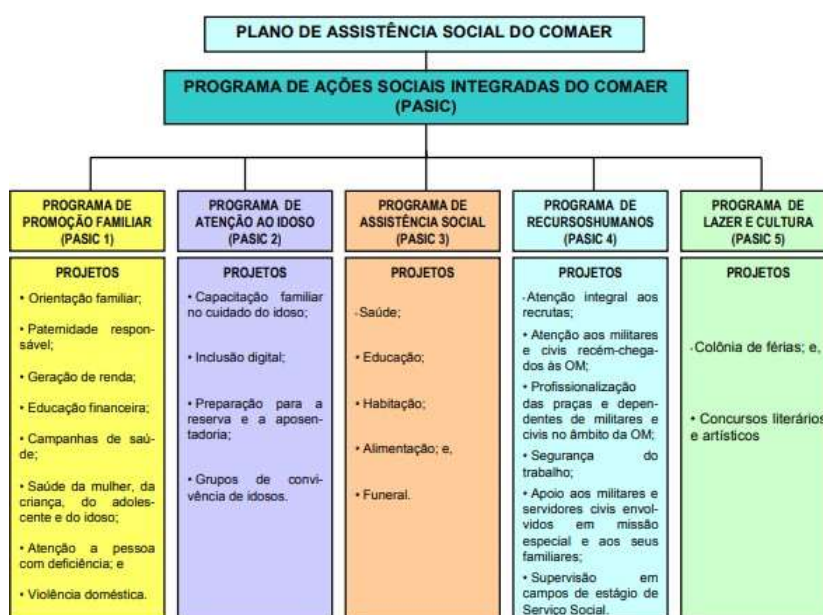 PLANO DE ASSISTÊNCIA SOCIAL DO COMAER
PROGRAMA DE AÇÕES SOCIAIS INTEGRADAS DO COMAER
(PASIC)
PROGRAMA DE
PROMOÇÃO FAMILIAR
(PASIC 1)
PROJETOS
• Orientação familiar;
• Paternidade respon-
sável;
• Geração de renda;
• Educação financeira;
• Campanhas de saú-
de;
• Saúde da mulher, da
criança, do adoles-
cente e do idoso;
• Atenção a pessoa
com deficiência; e
• Violência doméstica.
PROGRAMA DE
ATENÇÃO AO IDOSO
(PASIC 2)
PROJETOS
• Capacitação familiar
no cuidado do idoso;
• Inclusão digital;
• Preparação para a
reserva e a aposen-
tadoria;
• Grupos de convi-
vência de idosos.
PROGRAMA DE
ASSISTÊNCIA SOCIAL
(PASIC 3)
PROJETOS
•Saúde;
• Educação;
• Habitação;
• Alimentação; e,
• Funeral.
PROGRAMA DE
RECURSOSHUMANOS
(PASIC 4)
PROJETOS
•Atenção integral aos
recrutas;
• Atenção aos militares
e civis recém-chega-
dos às OM;
• Profissionalização
das praças e depen-
dentes de militares e
civis no âmbito da OM;
• Segurança do
trabalho;
• Apoio aos militares e
servidores civis envol-
vidos em missão
especial e aos seus
familiares;
• Supervisão em
campos de estágio de
Serviço Social.
PROGRAMA DE
LAZER E CULTURA
(PASIC 5)
PROJETOS
•Colônia de férias; e,
• Concursos literários
e artísticos